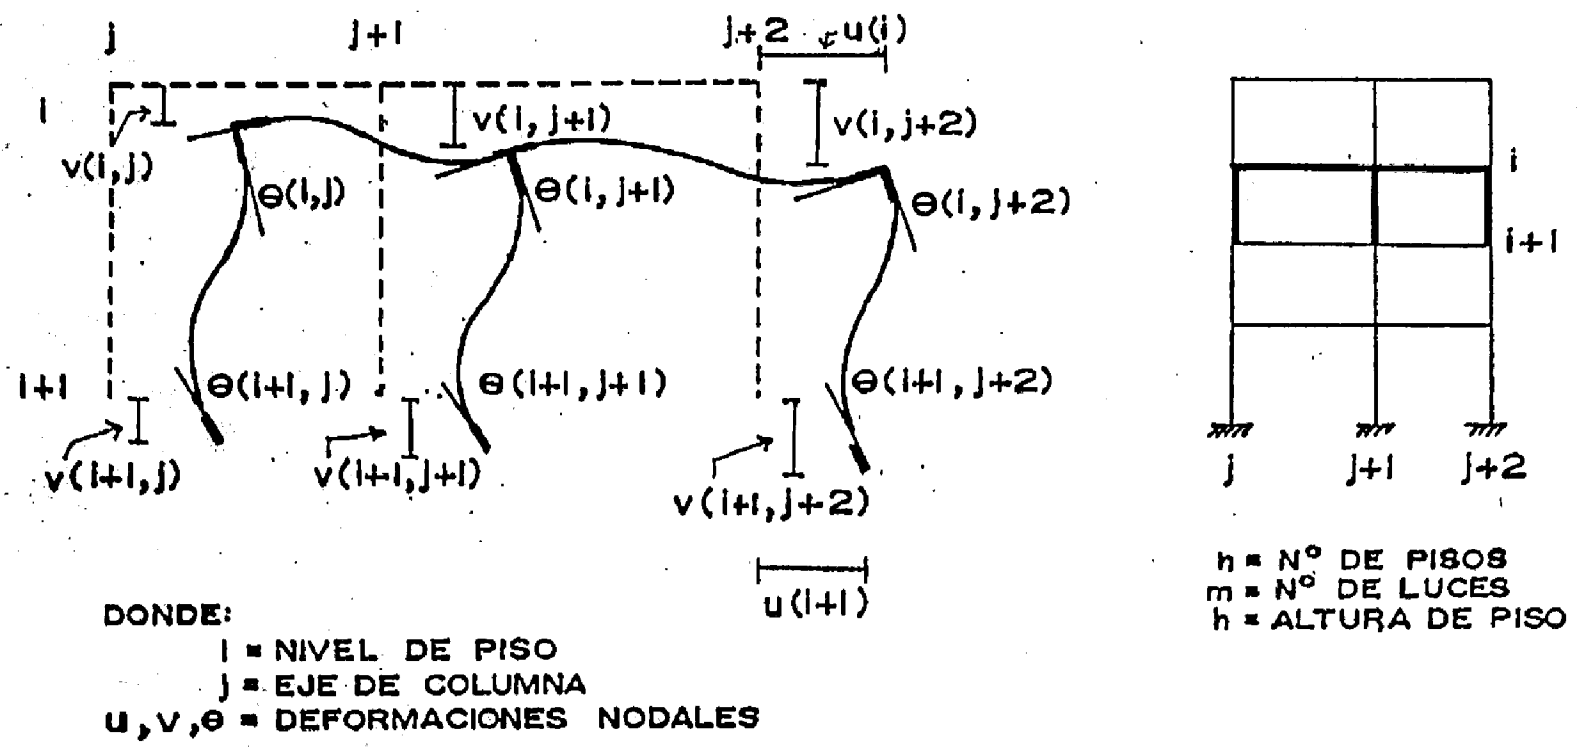 j j+1 j+2 u(i)
i v(i,j) v(i,j+1) v(i,j+2)
θ(i,j) θ(i,j+1) θ(i,j+2)
i+1 θ(i+1,j) θ(i+1,j+1) θ(i+1,j+2)
v(i+1,j) v(i+1,j+1) v(i+1,j+2)
u(i+1)
DONDE:
i = NIVEL DE PISO
j = EJE DE COLUMNA
u,v,θ = DEFORMACIONES NODALES
i
i+1
j j+1 j+2
h = Nº DE PISOS
m = Nº DE LUCES
h = ALTURA DE PISO